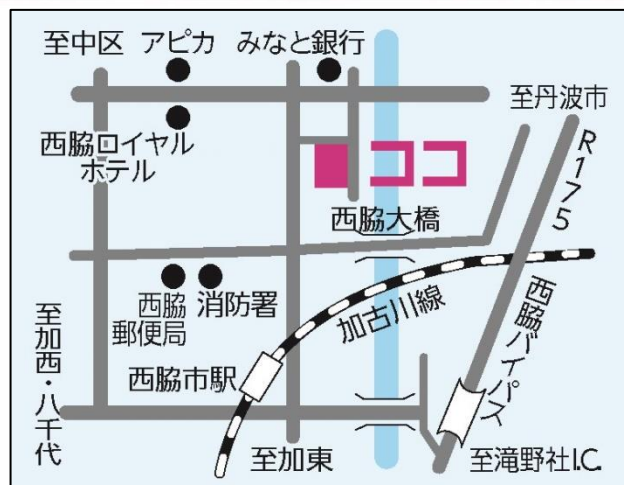 至中区
アピカ
みなと銀行
至丹波市
西脇ロイヤル
ホテル
ココ
R175
西脇大橋
西脇
郵便局
消防署
加古川線
西脇バイパス
至加西・八千代
西脇市駅
至加東
至滝野社I.C.